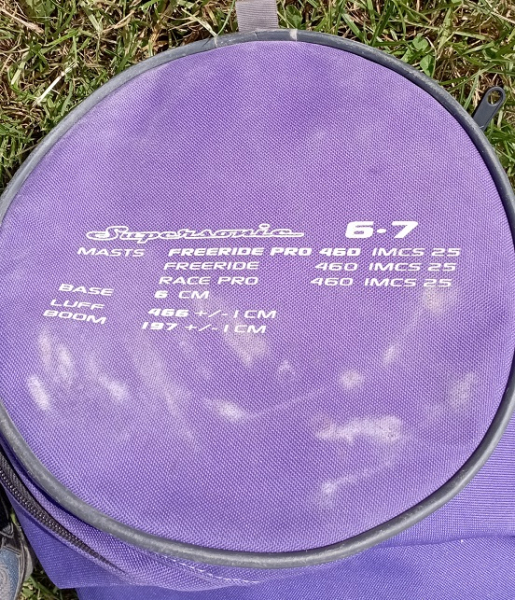 Supersonic 6.7
MASTS FREERIDE PRO 460 IMCS 25
FREERIDE 460 IMCS 25
RACE PRO 460 IMCS 25
BASE 6 CM
LUFF 466 +/- 1 CM
BOOM 197 +/- 1 CM